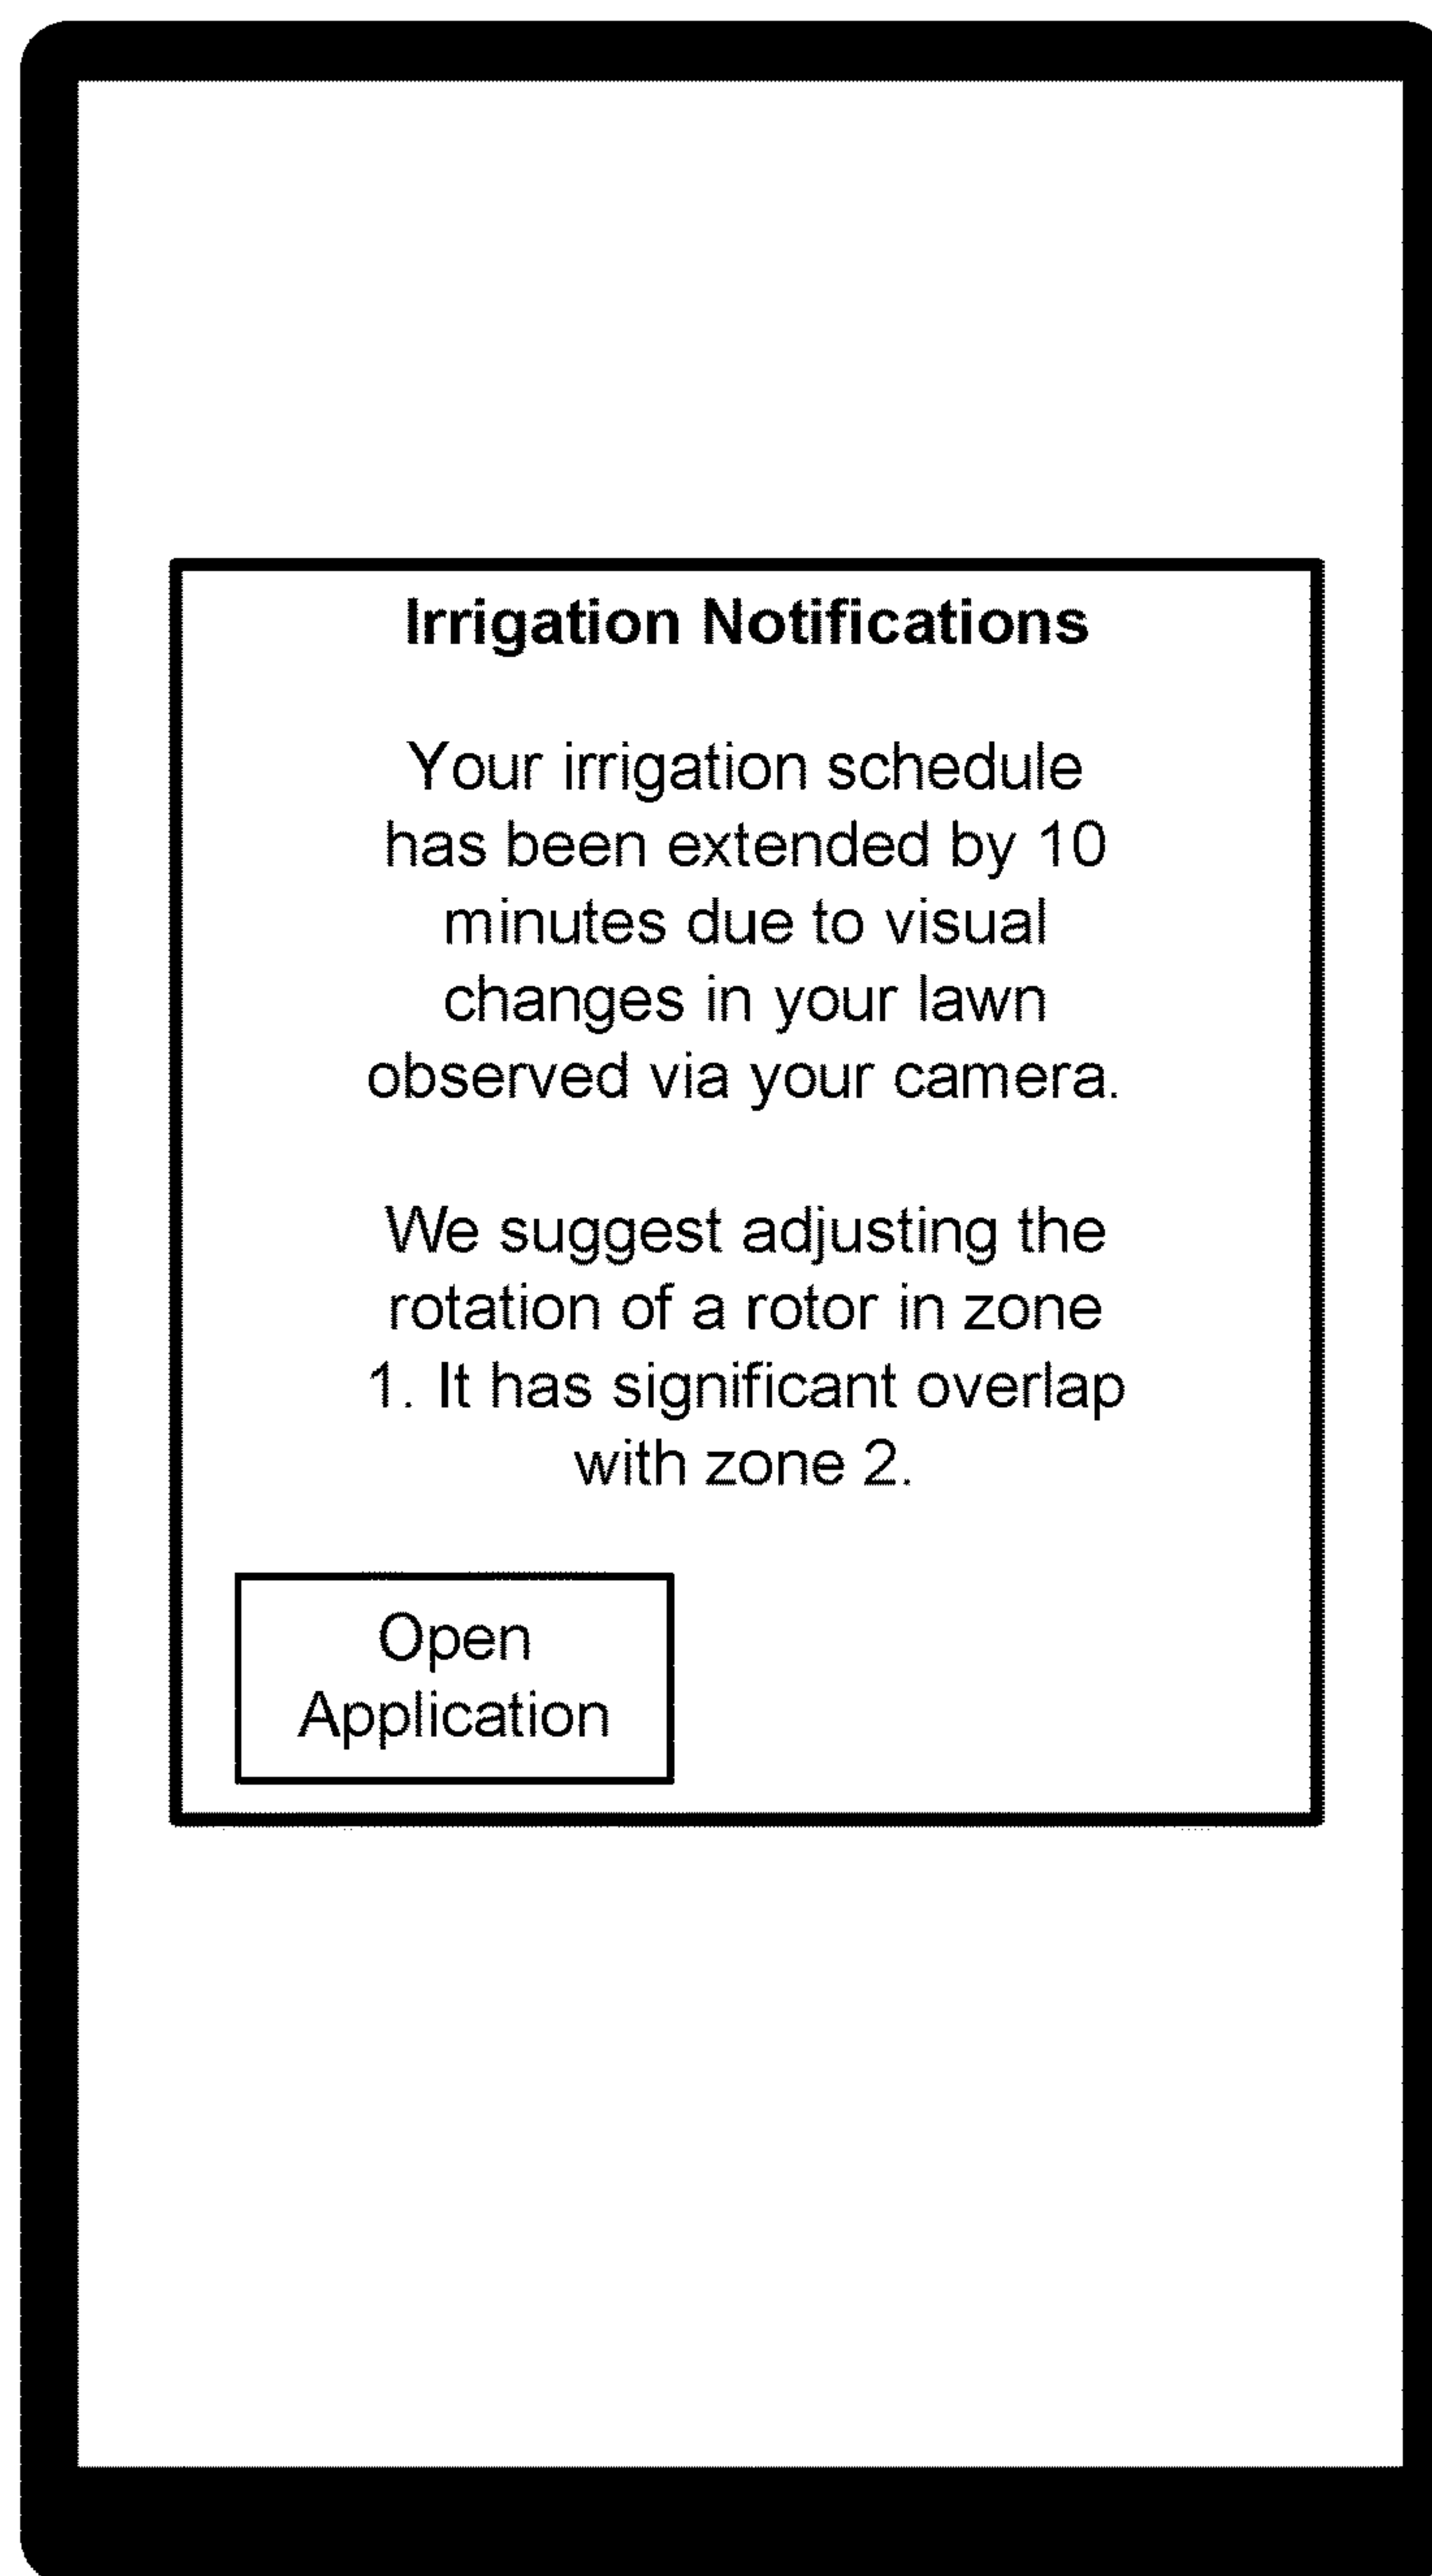 Irrigation Notifications
Your irrigation schedule
has been extended by 10
minutes due to visual
changes in your lawn
observed via your camera.
We suggest adjusting the
rotation of a rotor in zone
1. It has significant overlap
with zone 2.
Open
Application